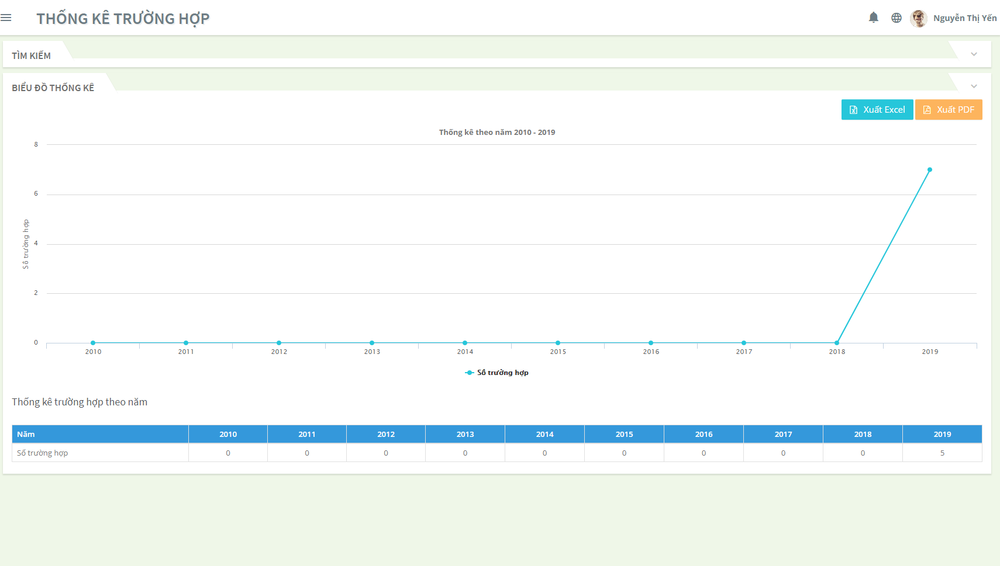 THỐNG KÊ TRƯỜNG HỢP
Nguyễn Thị Yến
TÌM KIẾM
BIỂU ĐỒ THỐNG KÊ
Xuất Excel Xuất PDF
Thống kê theo năm 2010 - 2019
8
6
4
2
0
Số trường hợp
2010 2011 2012 2013 2014 2015 2016 2017 2018 2019
Số trường hợp
Thống kê trường hợp theo năm
Năm 2010 2011 2012 2013 2014 2015 2016 2017 2018 2019
Số trường hợp 0 0 0 0 0 0 0 0 0 5